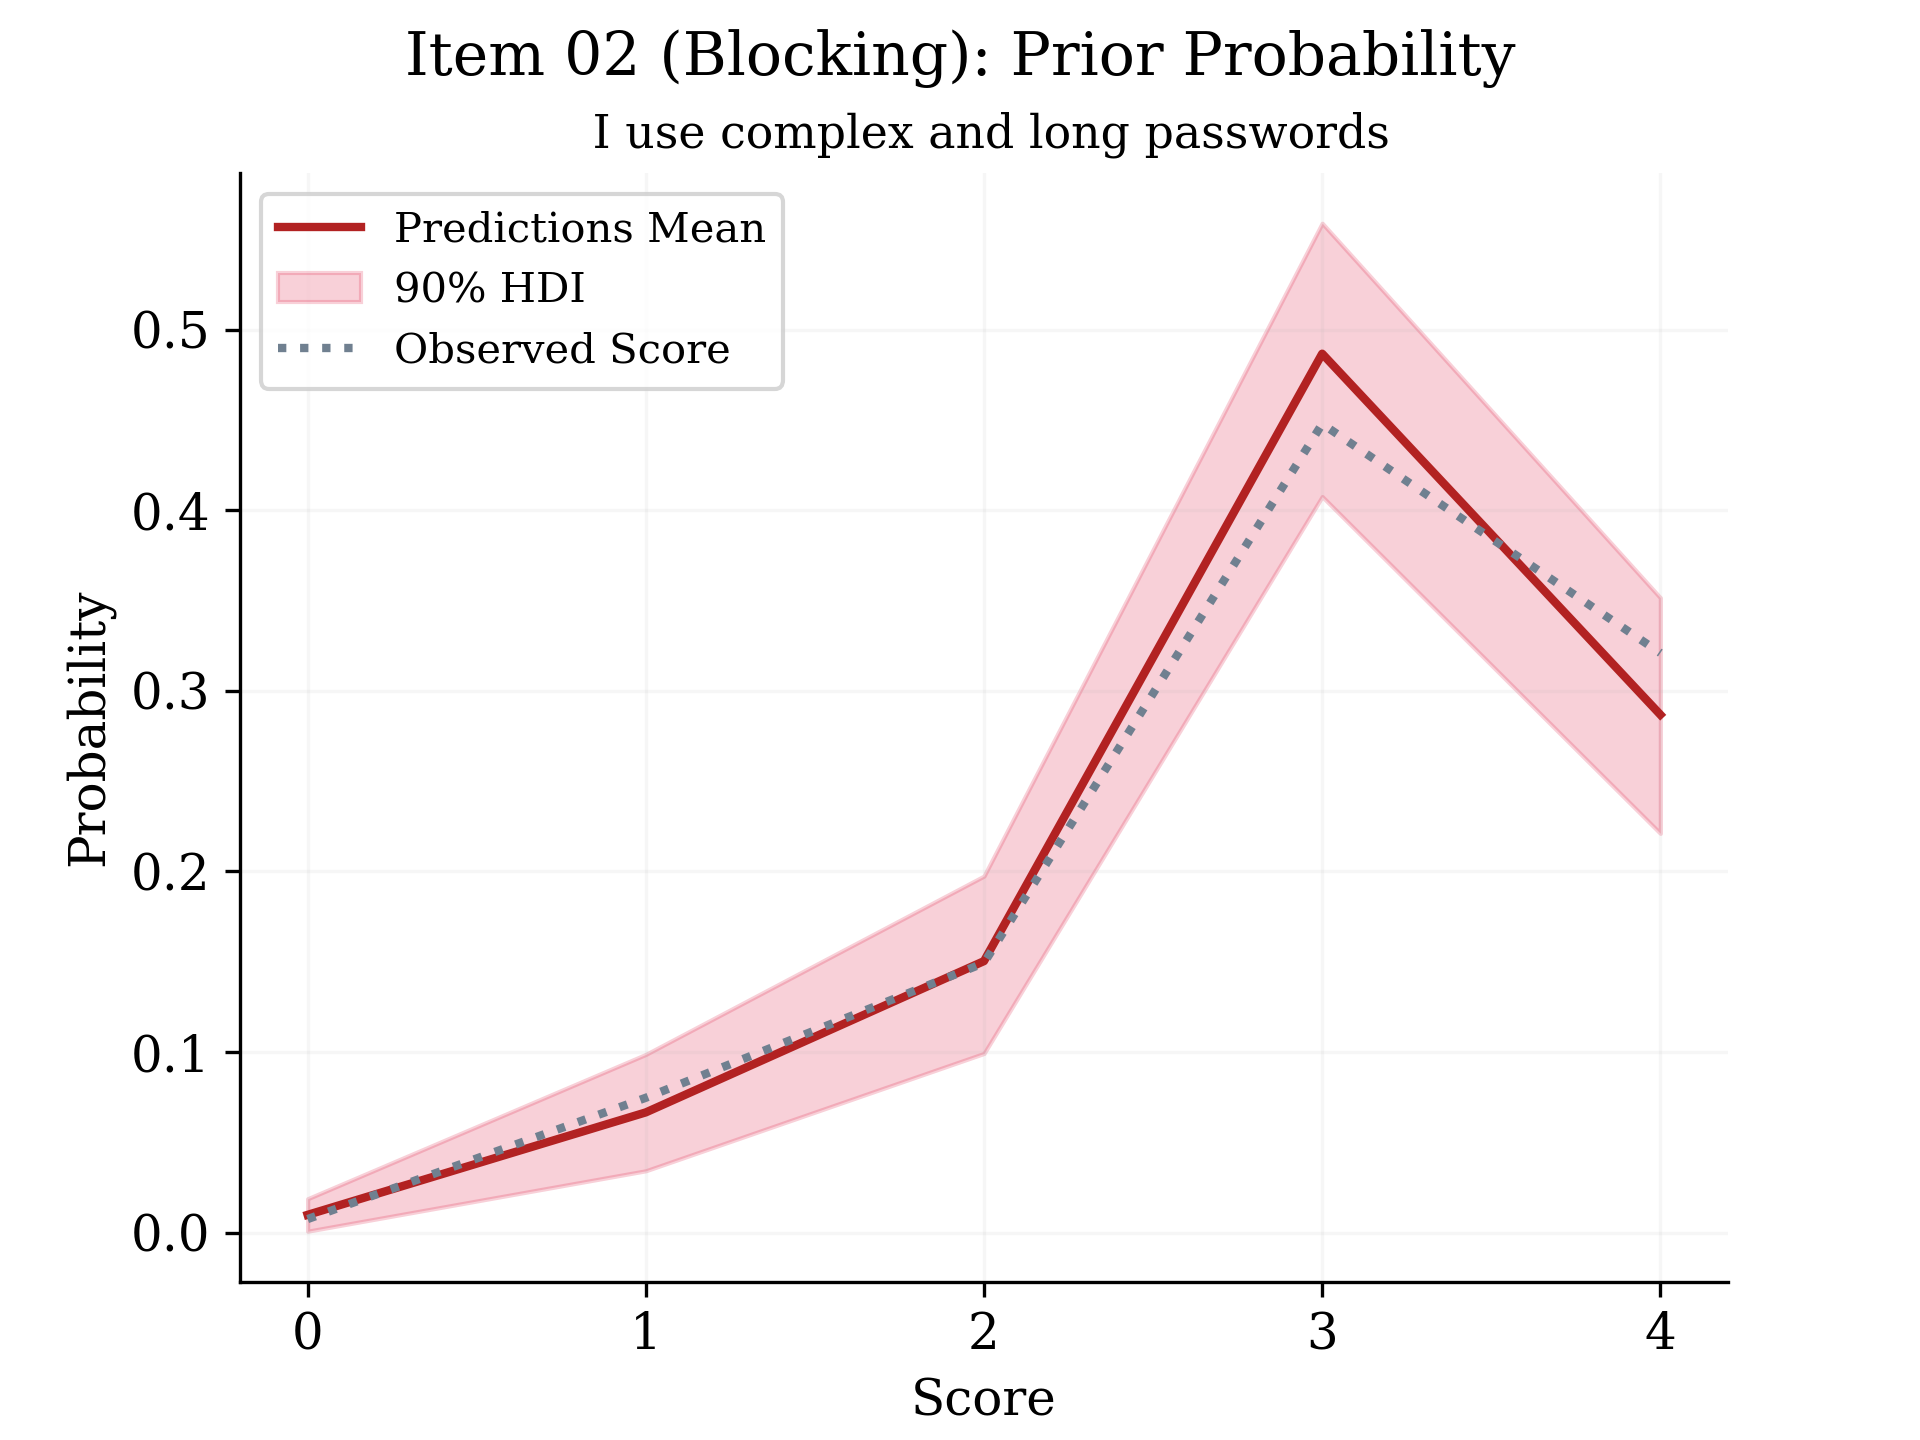 Item 02 (Blocking): Prior Probability
I use complex and long passwords
Predictions Mean
90% HDI
Observed Score
Probability
0.5
0.4
0.3
0.2
0.1
0.0
0 1 2 3 4
Score